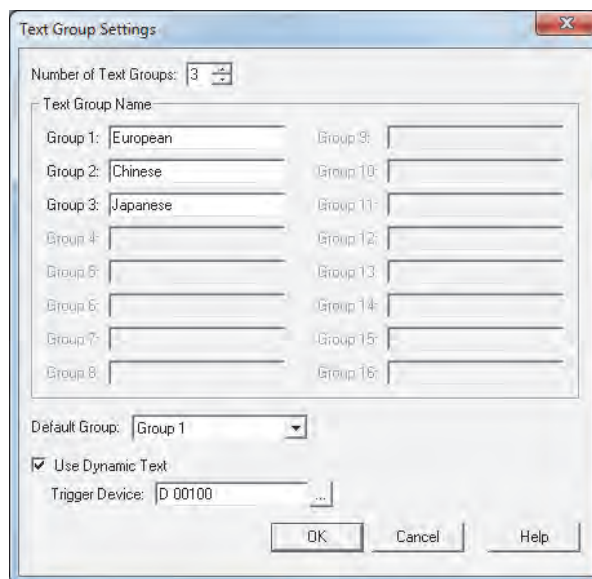 Text Group Settings
Number of Text Groups: 3
Text Group Name
Group 1: European
Group 2: Chinese
Group 3: Japanese
Group 4:
Group 5:
Group 6:
Group 7:
Group 8:
Group 9:
Group 10:
Group 11:
Group 12:
Group 13:
Group 14:
Group 15:
Group 16:
Default Group: Group 1
Use Dynamic Text
Trigger Device: D 00100 ...
OK Cancel Help